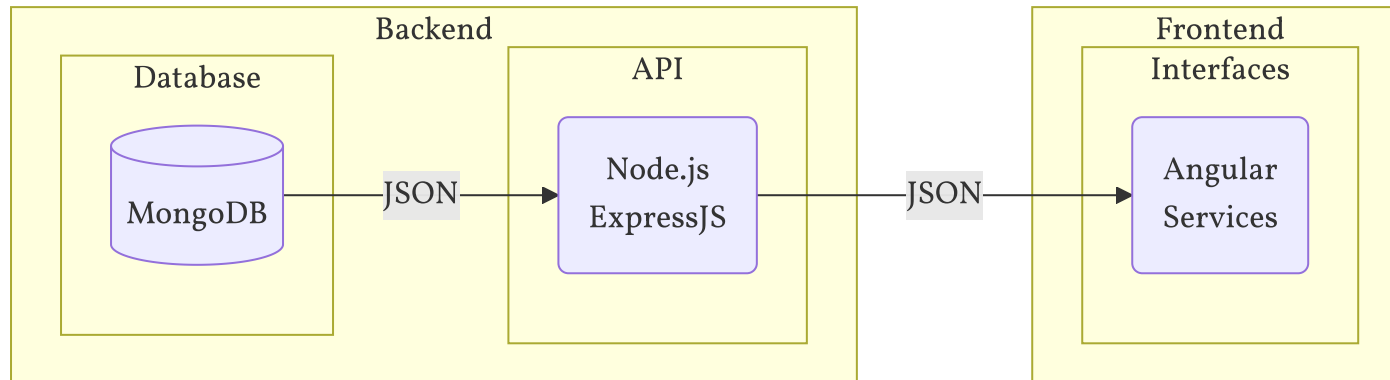 Backend
Database
MongoDB
JSON
API
Node.js
ExpressJS
JSON
Frontend
Interfaces
Angular
Services